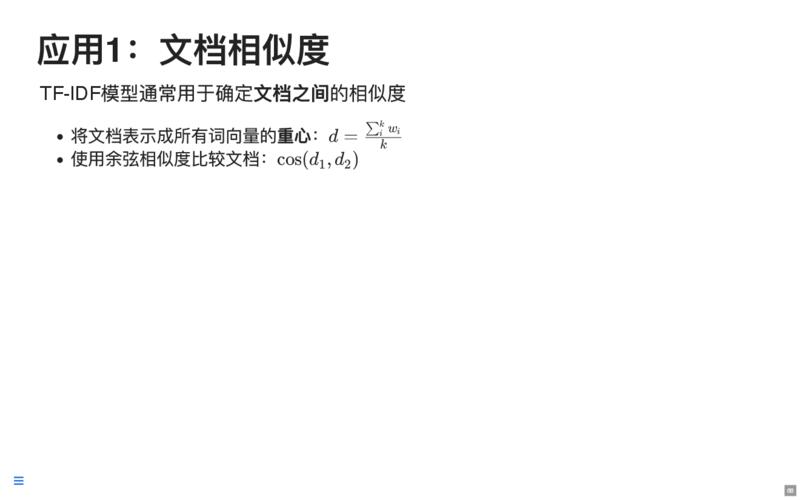 应用1：文档相似度
TF-IDF模型通常用于确定文档之间的相似度
• 将文档表示成所有词向量的重心：d = \frac{\sum_i^k w_i}{k}
• 使用余弦相似度比较文档：cos(d₁, d₂)